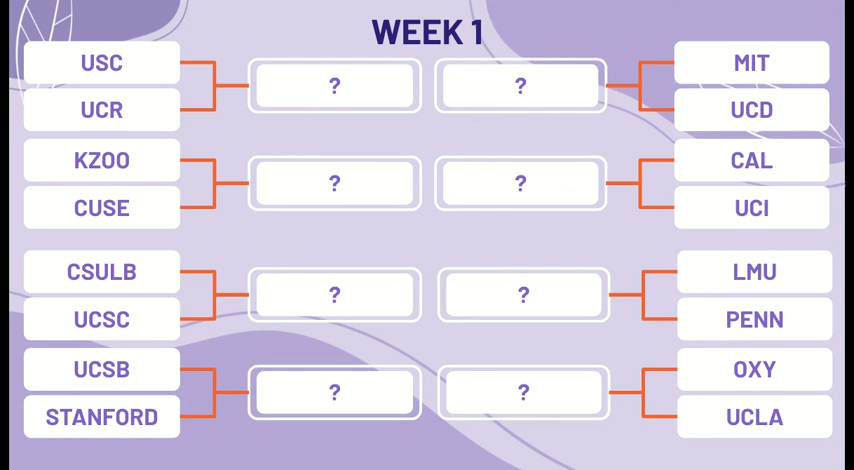 WEEK 1
USC
UCR
KZOO
CUSE
CSULB
UCSC
UCSB
STANFORD
?
?
?
?
?
?
?
?
MIT
UCD
CAL
UCI
LMU
PENN
OXY
UCLA